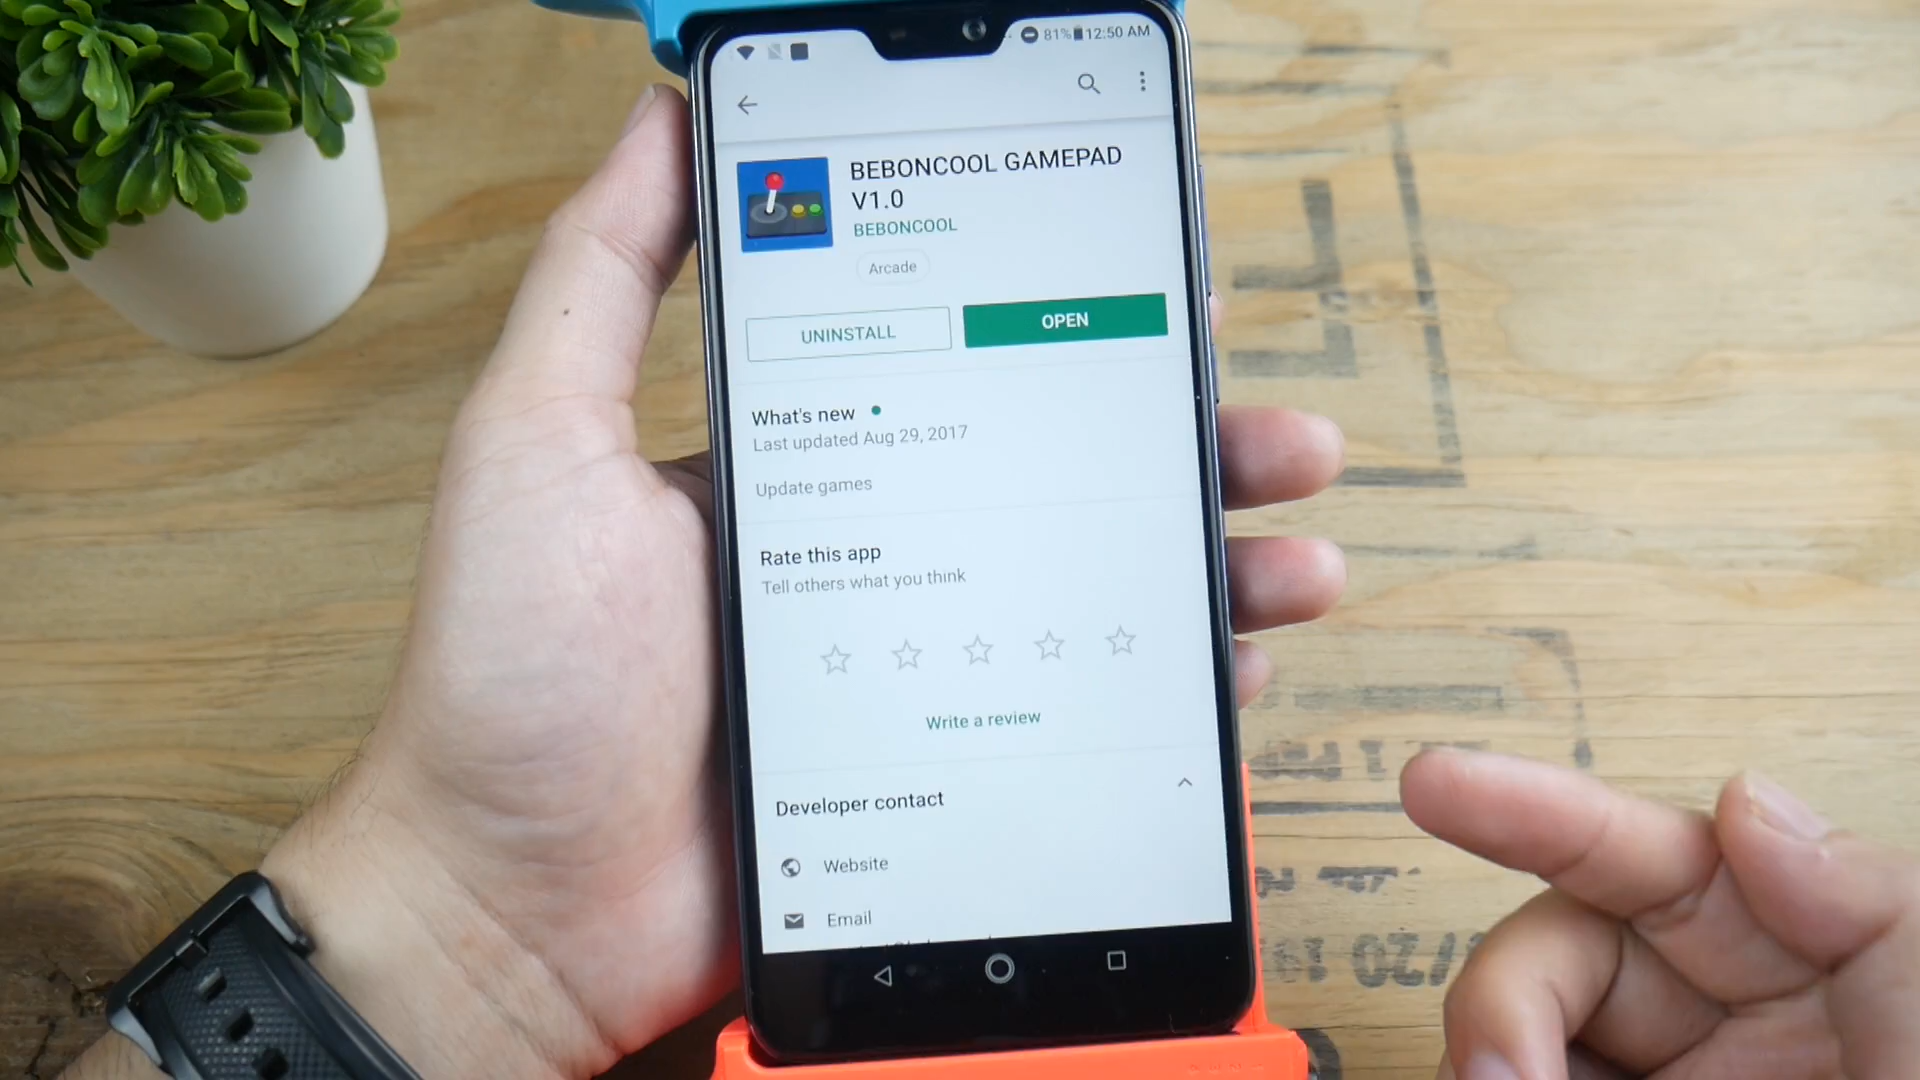 81% 12:50 AM
BEBONCOOL GAMEPAD
V1.0
BEBONCOOL
Arcade
UNINSTALL
OPEN
What's new
Last updated Aug 29, 2017
Update games
Rate this app
Tell others what you think
Write a review
Developer contact
Website
Email